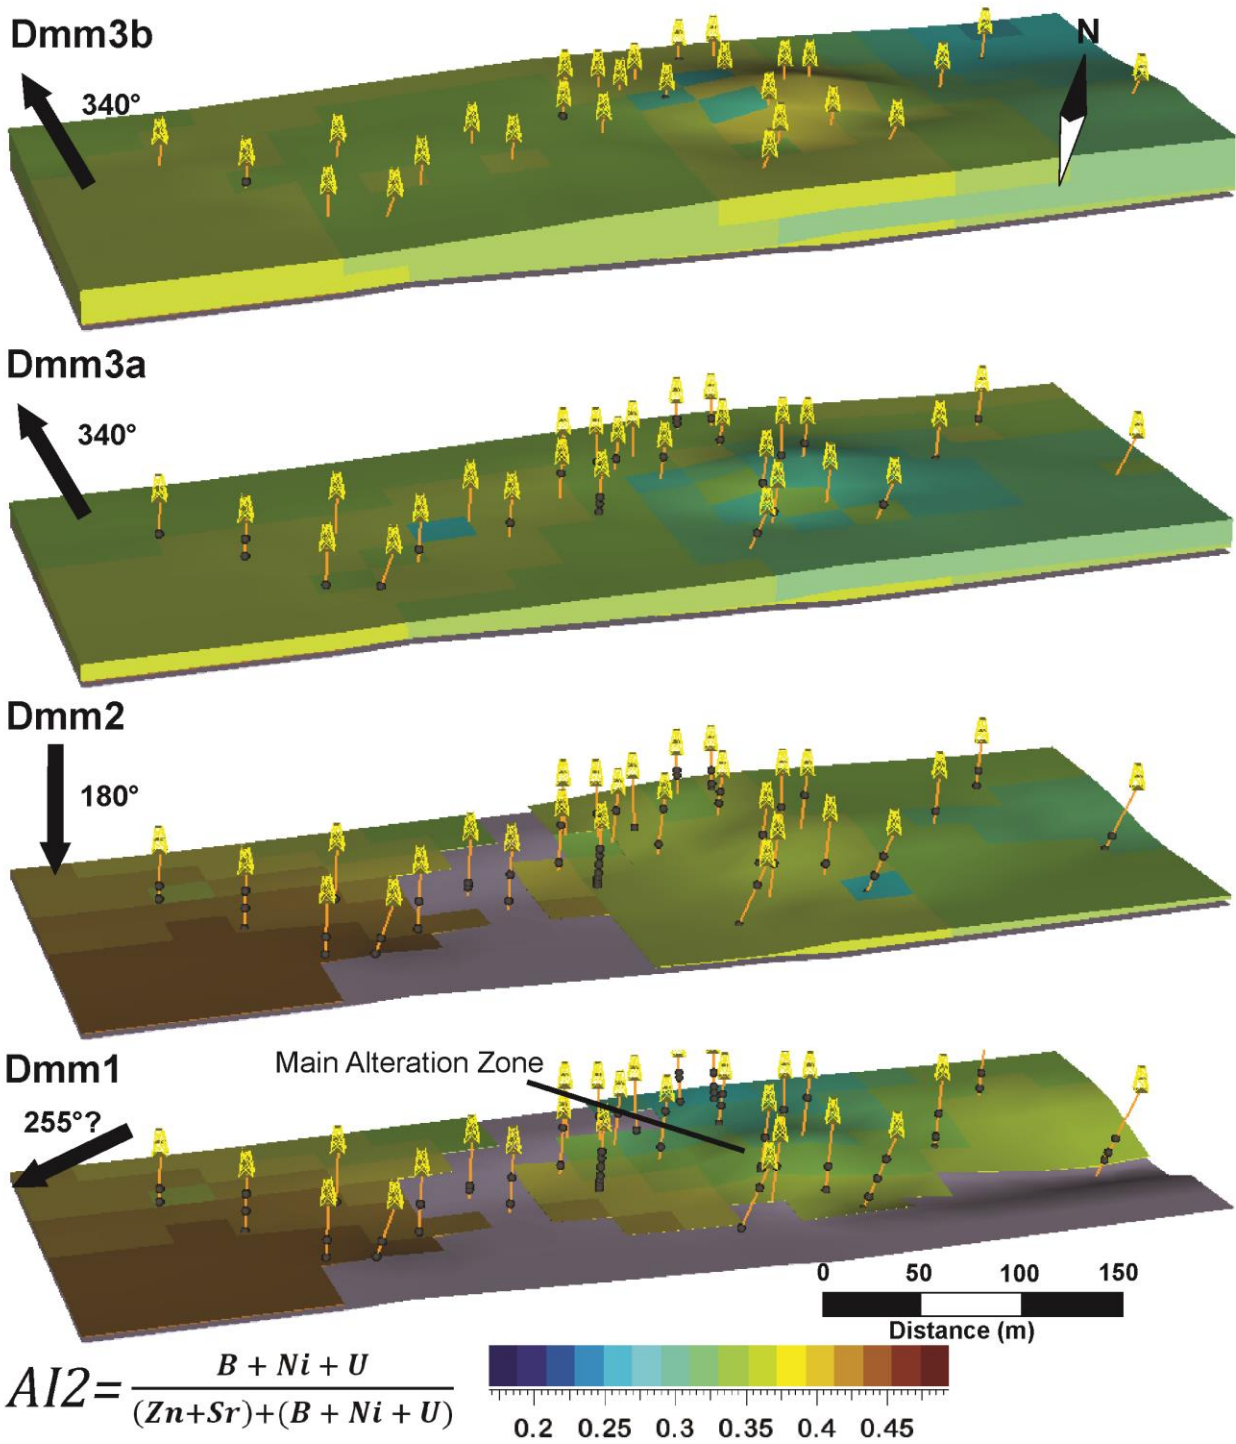 Dmm3b
N
340°
Dmm3a
340°
Dmm2
180°
Dmm1
Main Alteration Zone
255°?
0 50 100 150
Distance (m)
AI2 = B + Ni + U / (Zn+Sr)+(B + Ni + U)
0.2 0.25 0.3 0.35 0.4 0.45